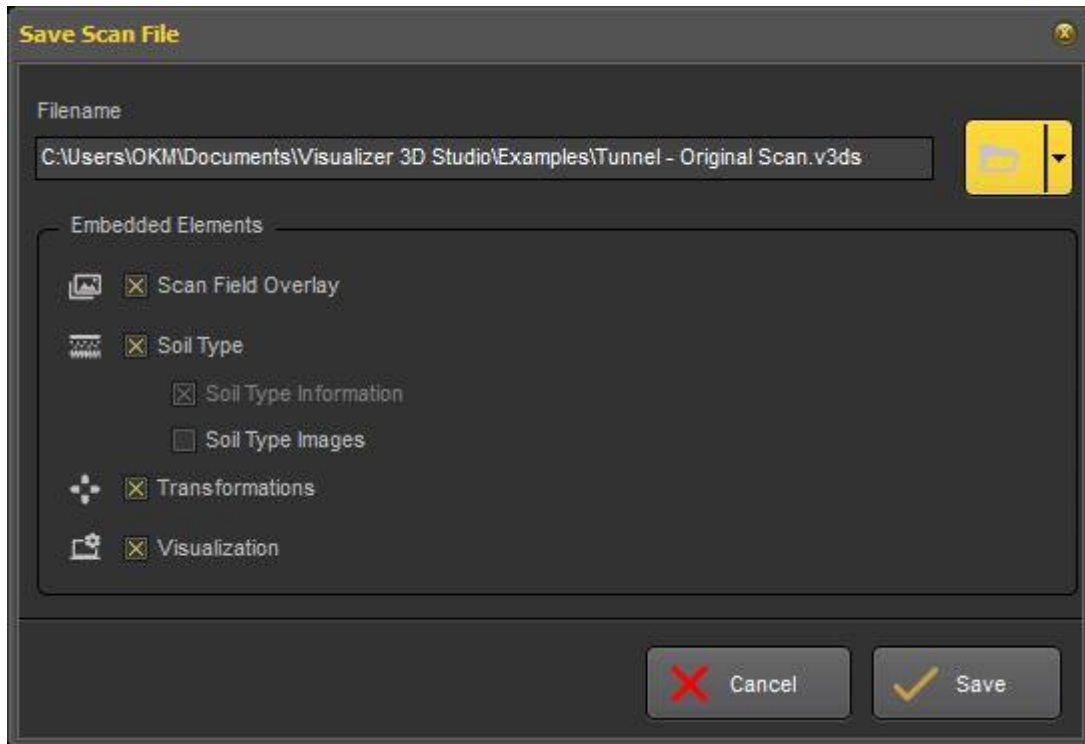 Save Scan File
Filename
C:\Users\OKM\Documents\Visualizer 3D Studio\Examples\Tunnel - Original Scan.v3ds
Embedded Elements
Scan Field Overlay
Soil Type
Soil Type Information
Soil Type Images
Transformations
Visualization
Cancel
Save